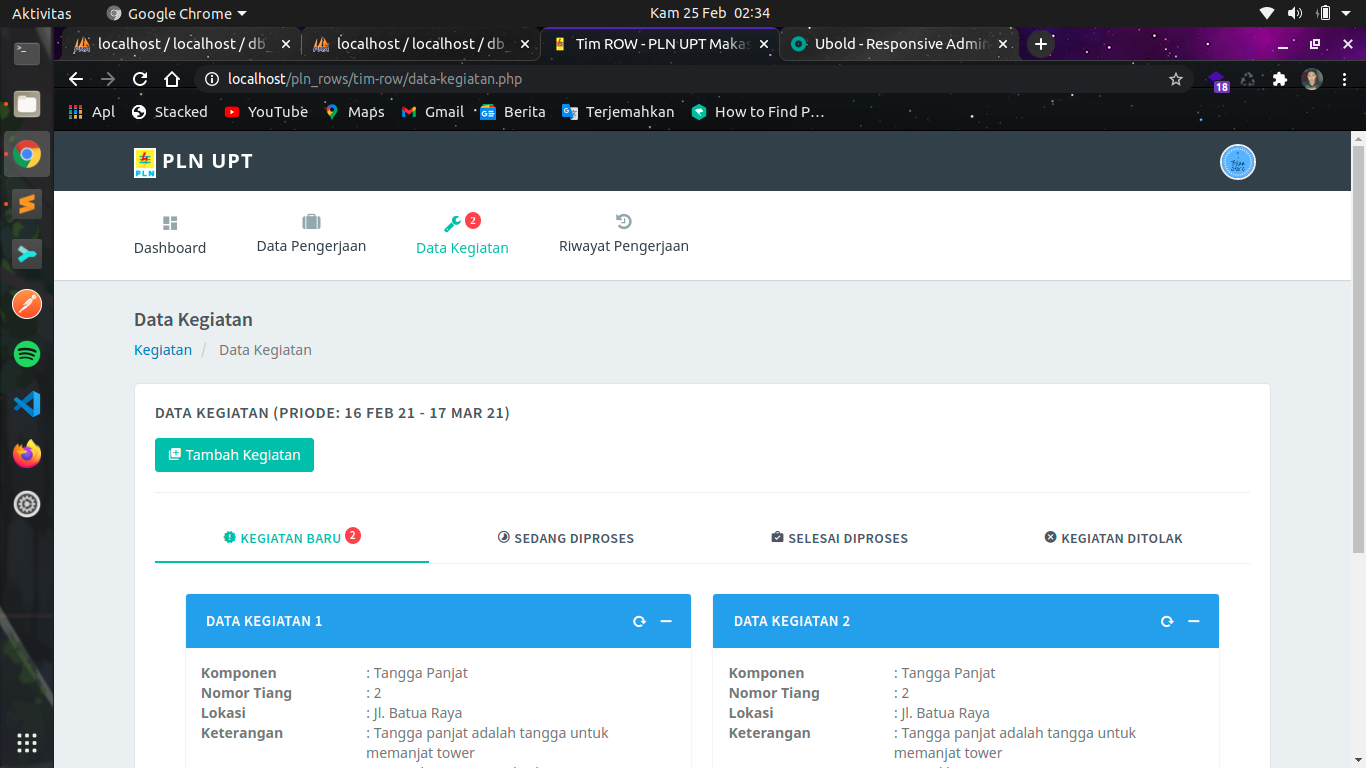 Aktivitas Google Chrome Kam 25 Feb 02:34
localhost / localhost / db_ localhost / localhost / db_ Tim ROW - PLN UPT Makas Ubold - Responsive Admin
localhost/pln_rows/tim-row/data-kegiatan.php
18
Apl Stacked YouTube Maps Gmail Berita Terjemahkan How to Find P...
PLN PLN UPT
Dashboard Data Pengerjaan Data Kegiatan 2 Riwayat Pengerjaan
Data Kegiatan
Kegiatan / Data Kegiatan
DATA KEGIATAN (PRIODE: 16 FEB 21 - 17 MAR 21)
Tambah Kegiatan
KEGIATAN BARU 2 SEDANG DIPROSES SELESAI DIPROSES KEGIATAN DITOLAK
DATA KEGIATAN 1 DATA KEGIATAN 2
Komponen : Tangga Panjat Komponen : Tangga Panjat
Nomor Tiang : 2 Nomor Tiang : 2
Lokasi : Jl. Batua Raya Lokasi : Jl. Batua Raya
Keterangan : Tangga panjat adalah tangga untuk Keterangan : Tangga panjat adalah tangga untuk
memanjat tower memanjat tower